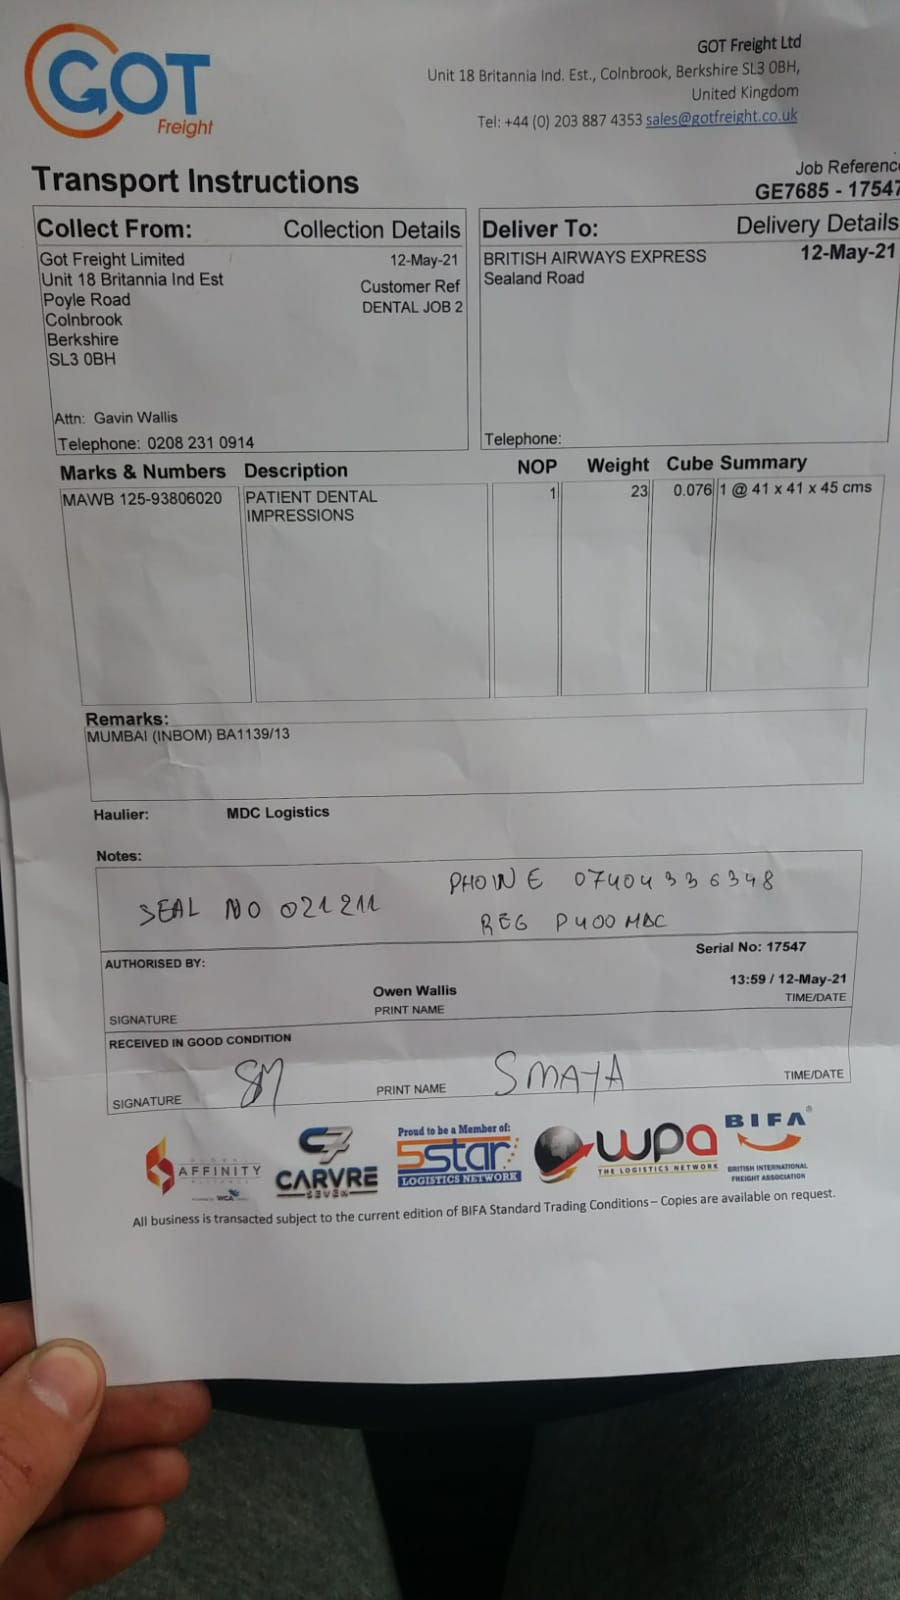 GOT
Freight
GOT Freight Ltd
Unit 18 Britannia Ind. Est., Colnbrook, Berkshire SL3 0BH,
United Kingdom
Tel: +44 (0) 203 887 4353 sales@gotfreight.co.uk
Transport Instructions
Job Referenc
GE7685 - 17547
Collect From: Collection Details
Got Freight Limited 12-May-21
Unit 18 Britannia Ind Est
Customer Ref
Poyle Road
DENTAL JOB 2
Colnbrook
Berkshire
SL3 0BH
Attn: Gavin Wallis
Telephone: 0208 231 0914
Deliver To: Delivery Details
BRITISH AIRWAYS EXPRESS 12-May-21
Sealand Road
Telephone:
Marks & Numbers Description NOP Weight Cube Summary
MAWB 125-93806020 PATIENT DENTAL 1 23 0.076 1 @ 41 x 41 x 45 cms
IMPRESSIONS
Remarks:
MUMBAI (INBOM) BA1139/13
Haulier: MDC Logistics
Notes:
PHOINE 07404336348
SEAL NO 021211
REG P400 MDC
Serial No: 17547
AUTHORISED BY:
Owen Wallis 13:59 / 12-May-21
SIGNATURE PRINT NAME TIME/DATE
RECEIVED IN GOOD CONDITION
SM SMAYA
SIGNATURE PRINT NAME TIME/DATE
AFFINITY
WCA
C7
CARVRE
SEVEN
Proud to be a Member of:
5star
LOGISTICS NETWORK
wpa
THE LOGISTICS NETWORK
BIFA®
BRITISH INTERNATIONAL
FREIGHT ASSOCIATION
All business is transacted subject to the current edition of BIFA Standard Trading Conditions – Copies are available on request.